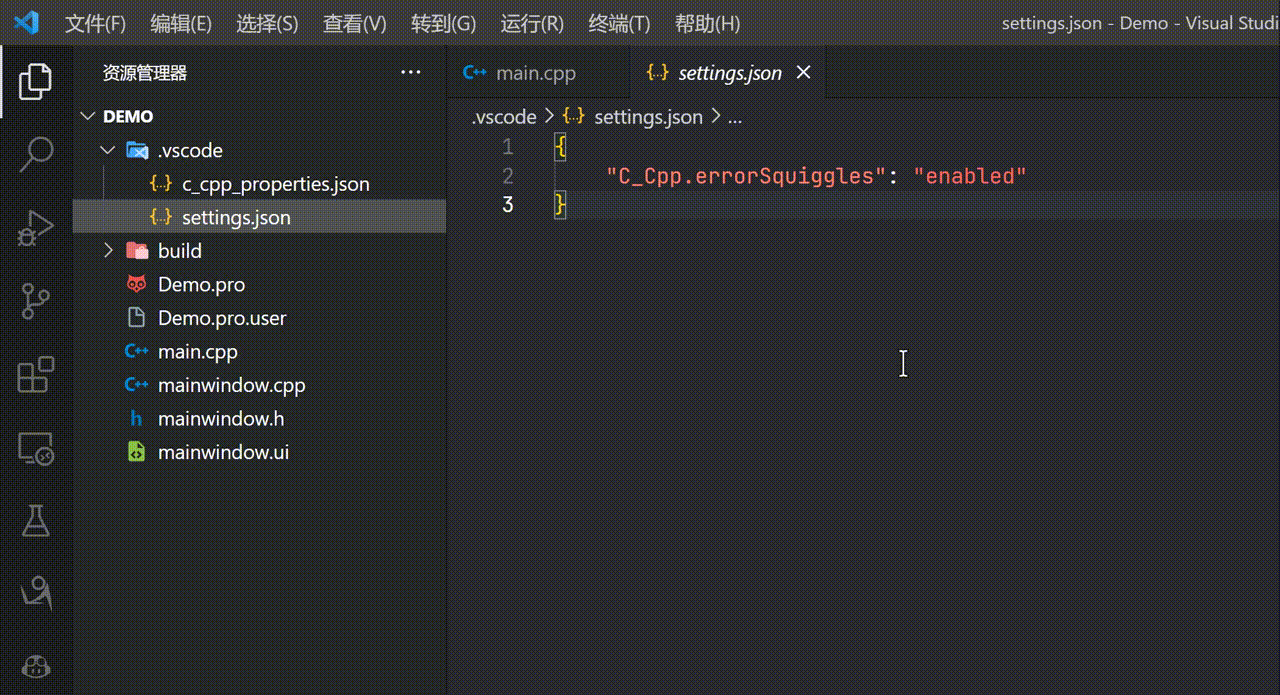 文件(F) 编辑(E) 选择(S) 查看(V) 转到(G) 运行(R) 终端(T) 帮助(H) settings.json - Demo - Visual Studi
资源管理器 ···
DEMO
.vscode
c_cpp_properties.json
settings.json
build
Demo.pro
Demo.pro.user
main.cpp
mainwindow.cpp
mainwindow.h
mainwindow.ui
main.cpp settings.json
.vscode > settings.json > ...
1 {
2 "C_Cpp.errorSquiggles": "enabled"
3 }